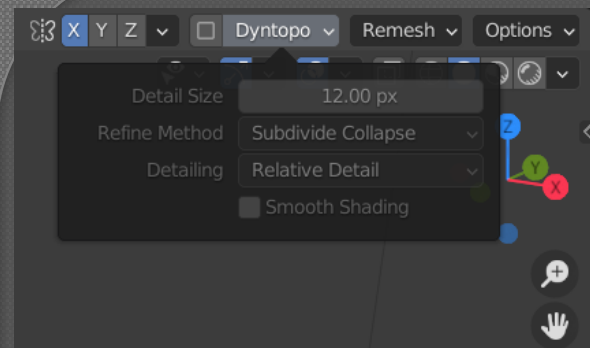 X Y Z Dyntopo Remesh Options
Detail Size 12.00 px
Refine Method Subdivide Collapse
Detailing Relative Detail
Smooth Shading
Z
Y
X